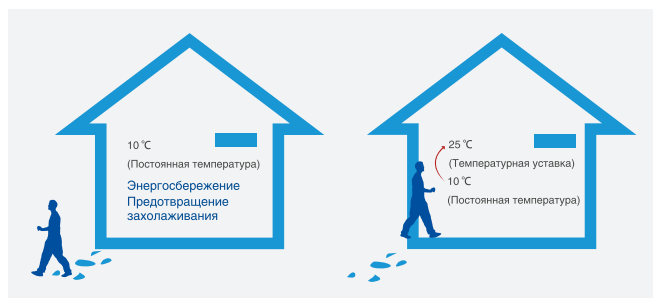 10 ℃
(Постоянная температура)
Энергосбережение
Предотвращение
захолаживания
25 ℃
(Температурная уставка)
10 ℃
(Постоянная температура)